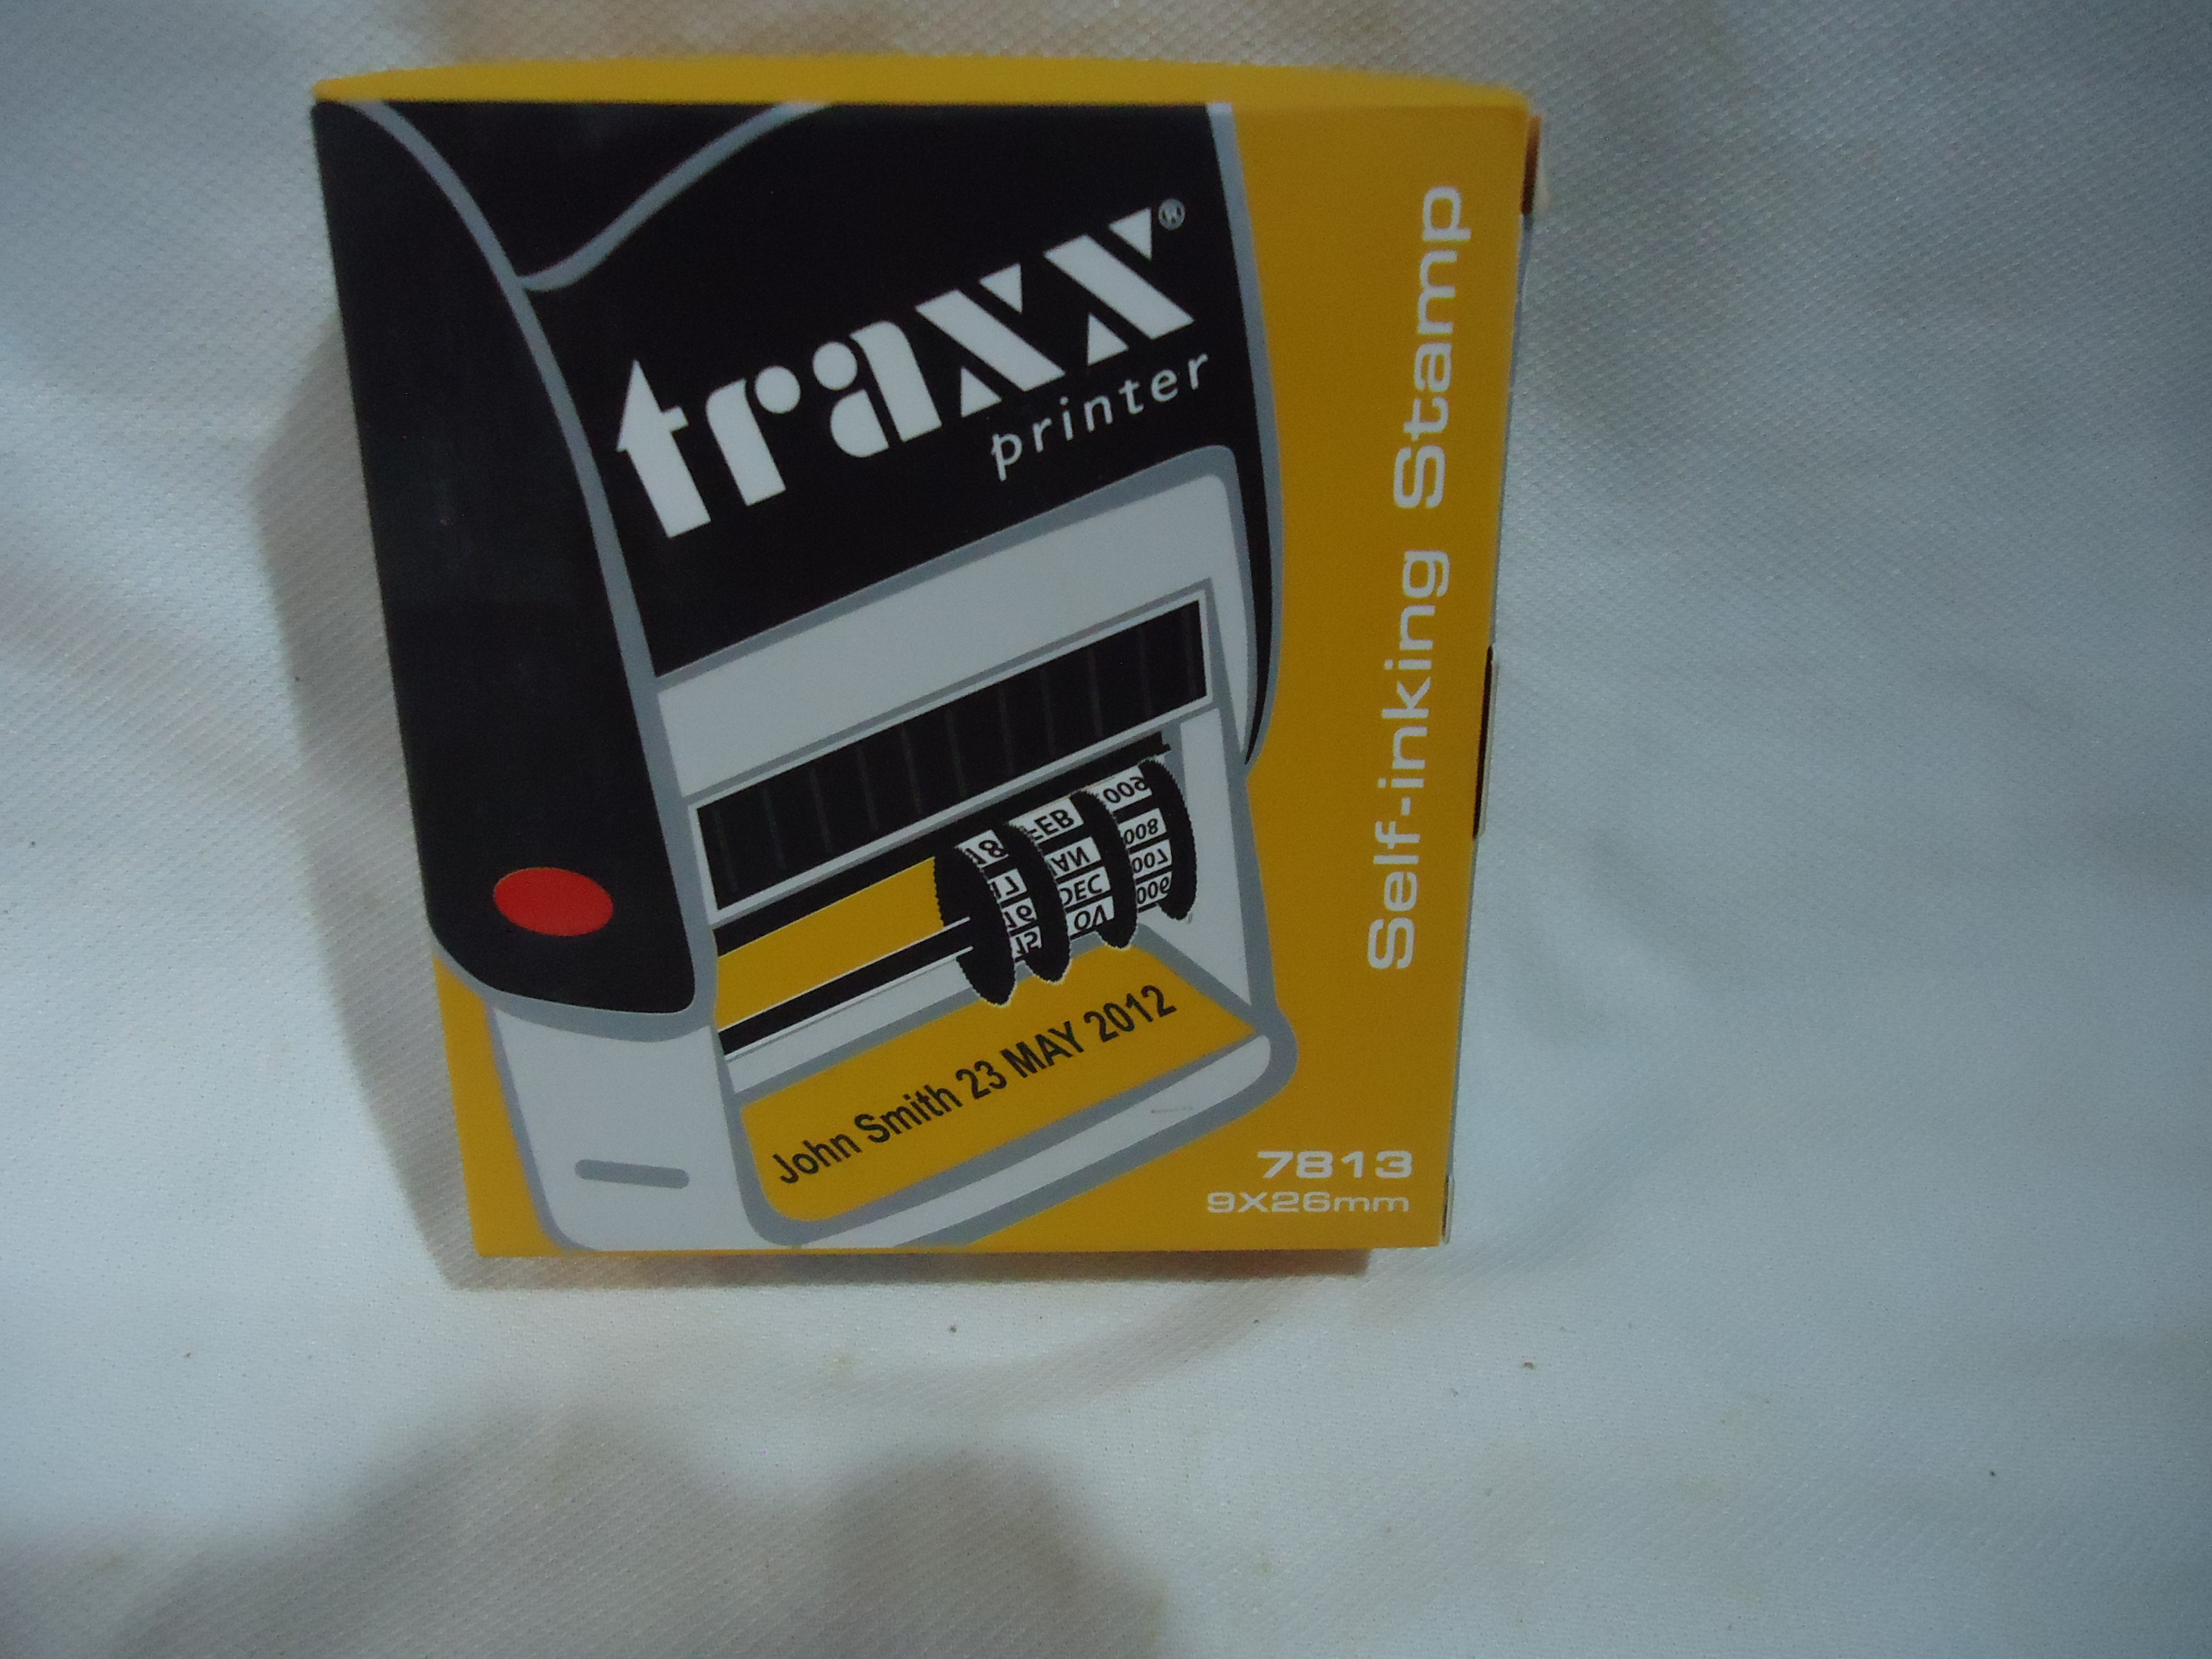 traxx®
printer
Self-inking Stamp
John Smith 23 MAY 2012
7813
9X26mm